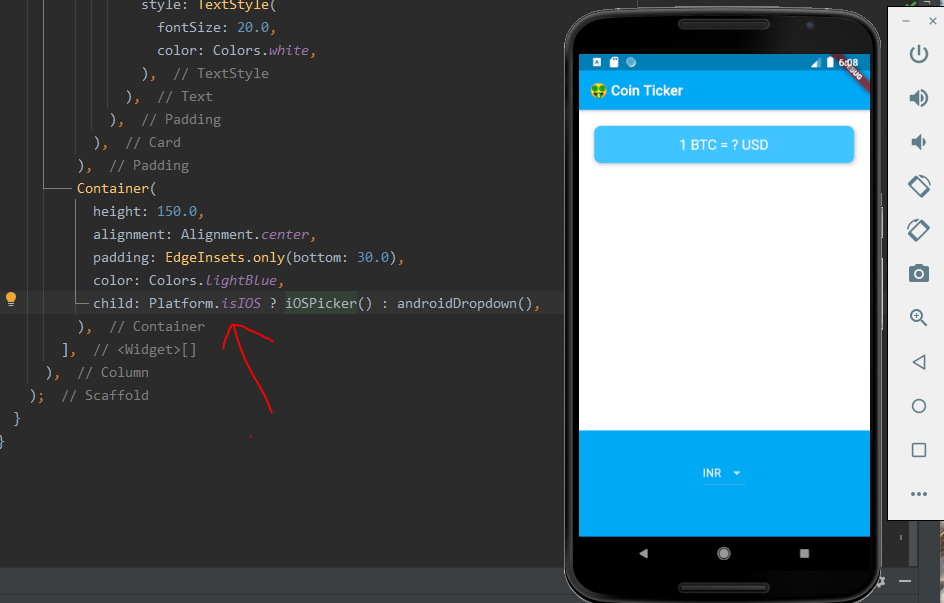 style: TextStyle(
fontSize: 20.0,
color: Colors.white,
), // TextStyle
), // Text
), // Padding
), // Card
), // Padding
Container(
height: 150.0,
alignment: Alignment.center,
padding: EdgeInsets.only(bottom: 30.0),
color: Colors.lightBlue,
child: Platform.isIOS ? iOSPicker() : androidDropdown(),
), // Container
], // <Widget>[]
), // Column
); // Scaffold
}
}
6:08
Coin Ticker
1 BTC = ? USD
INR